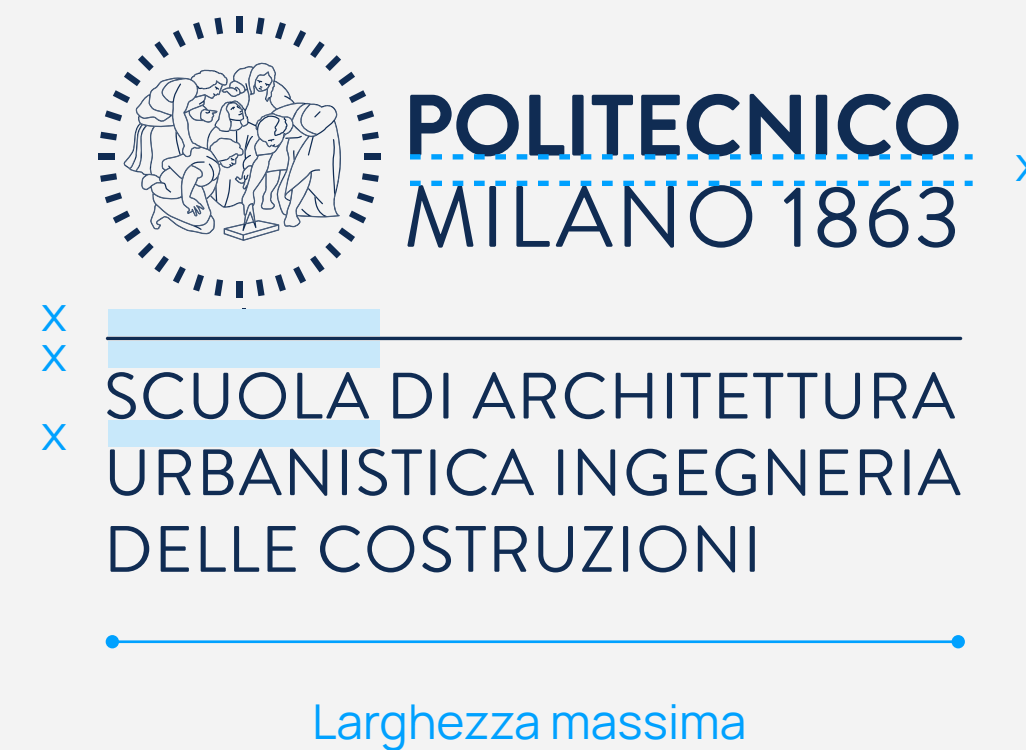 POLITECNICO
MILANO 1863
X
X
X
X
SCUOLA DI ARCHITETTURA
URBANISTICA INGEGNERIA
DELLE COSTRUZIONI
Larghezza massima